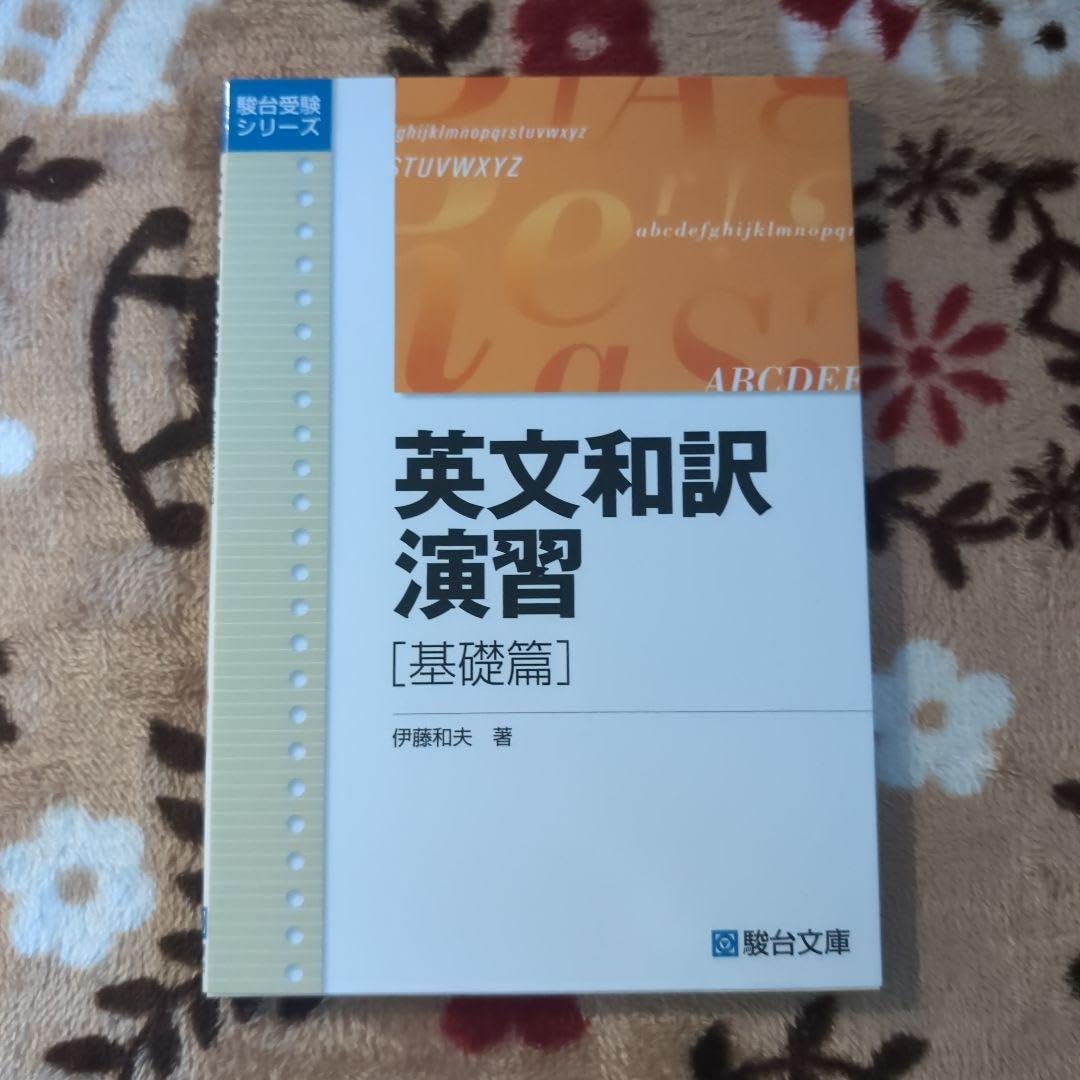 駿台受験
シリーズ
ghijklmnopqrstuvwxyz
STUVWXYZ
abcdefghijklmnopqr
ABCDEF
英文和訳
演習
[基礎篇]
伊藤和夫 著
駿台文庫